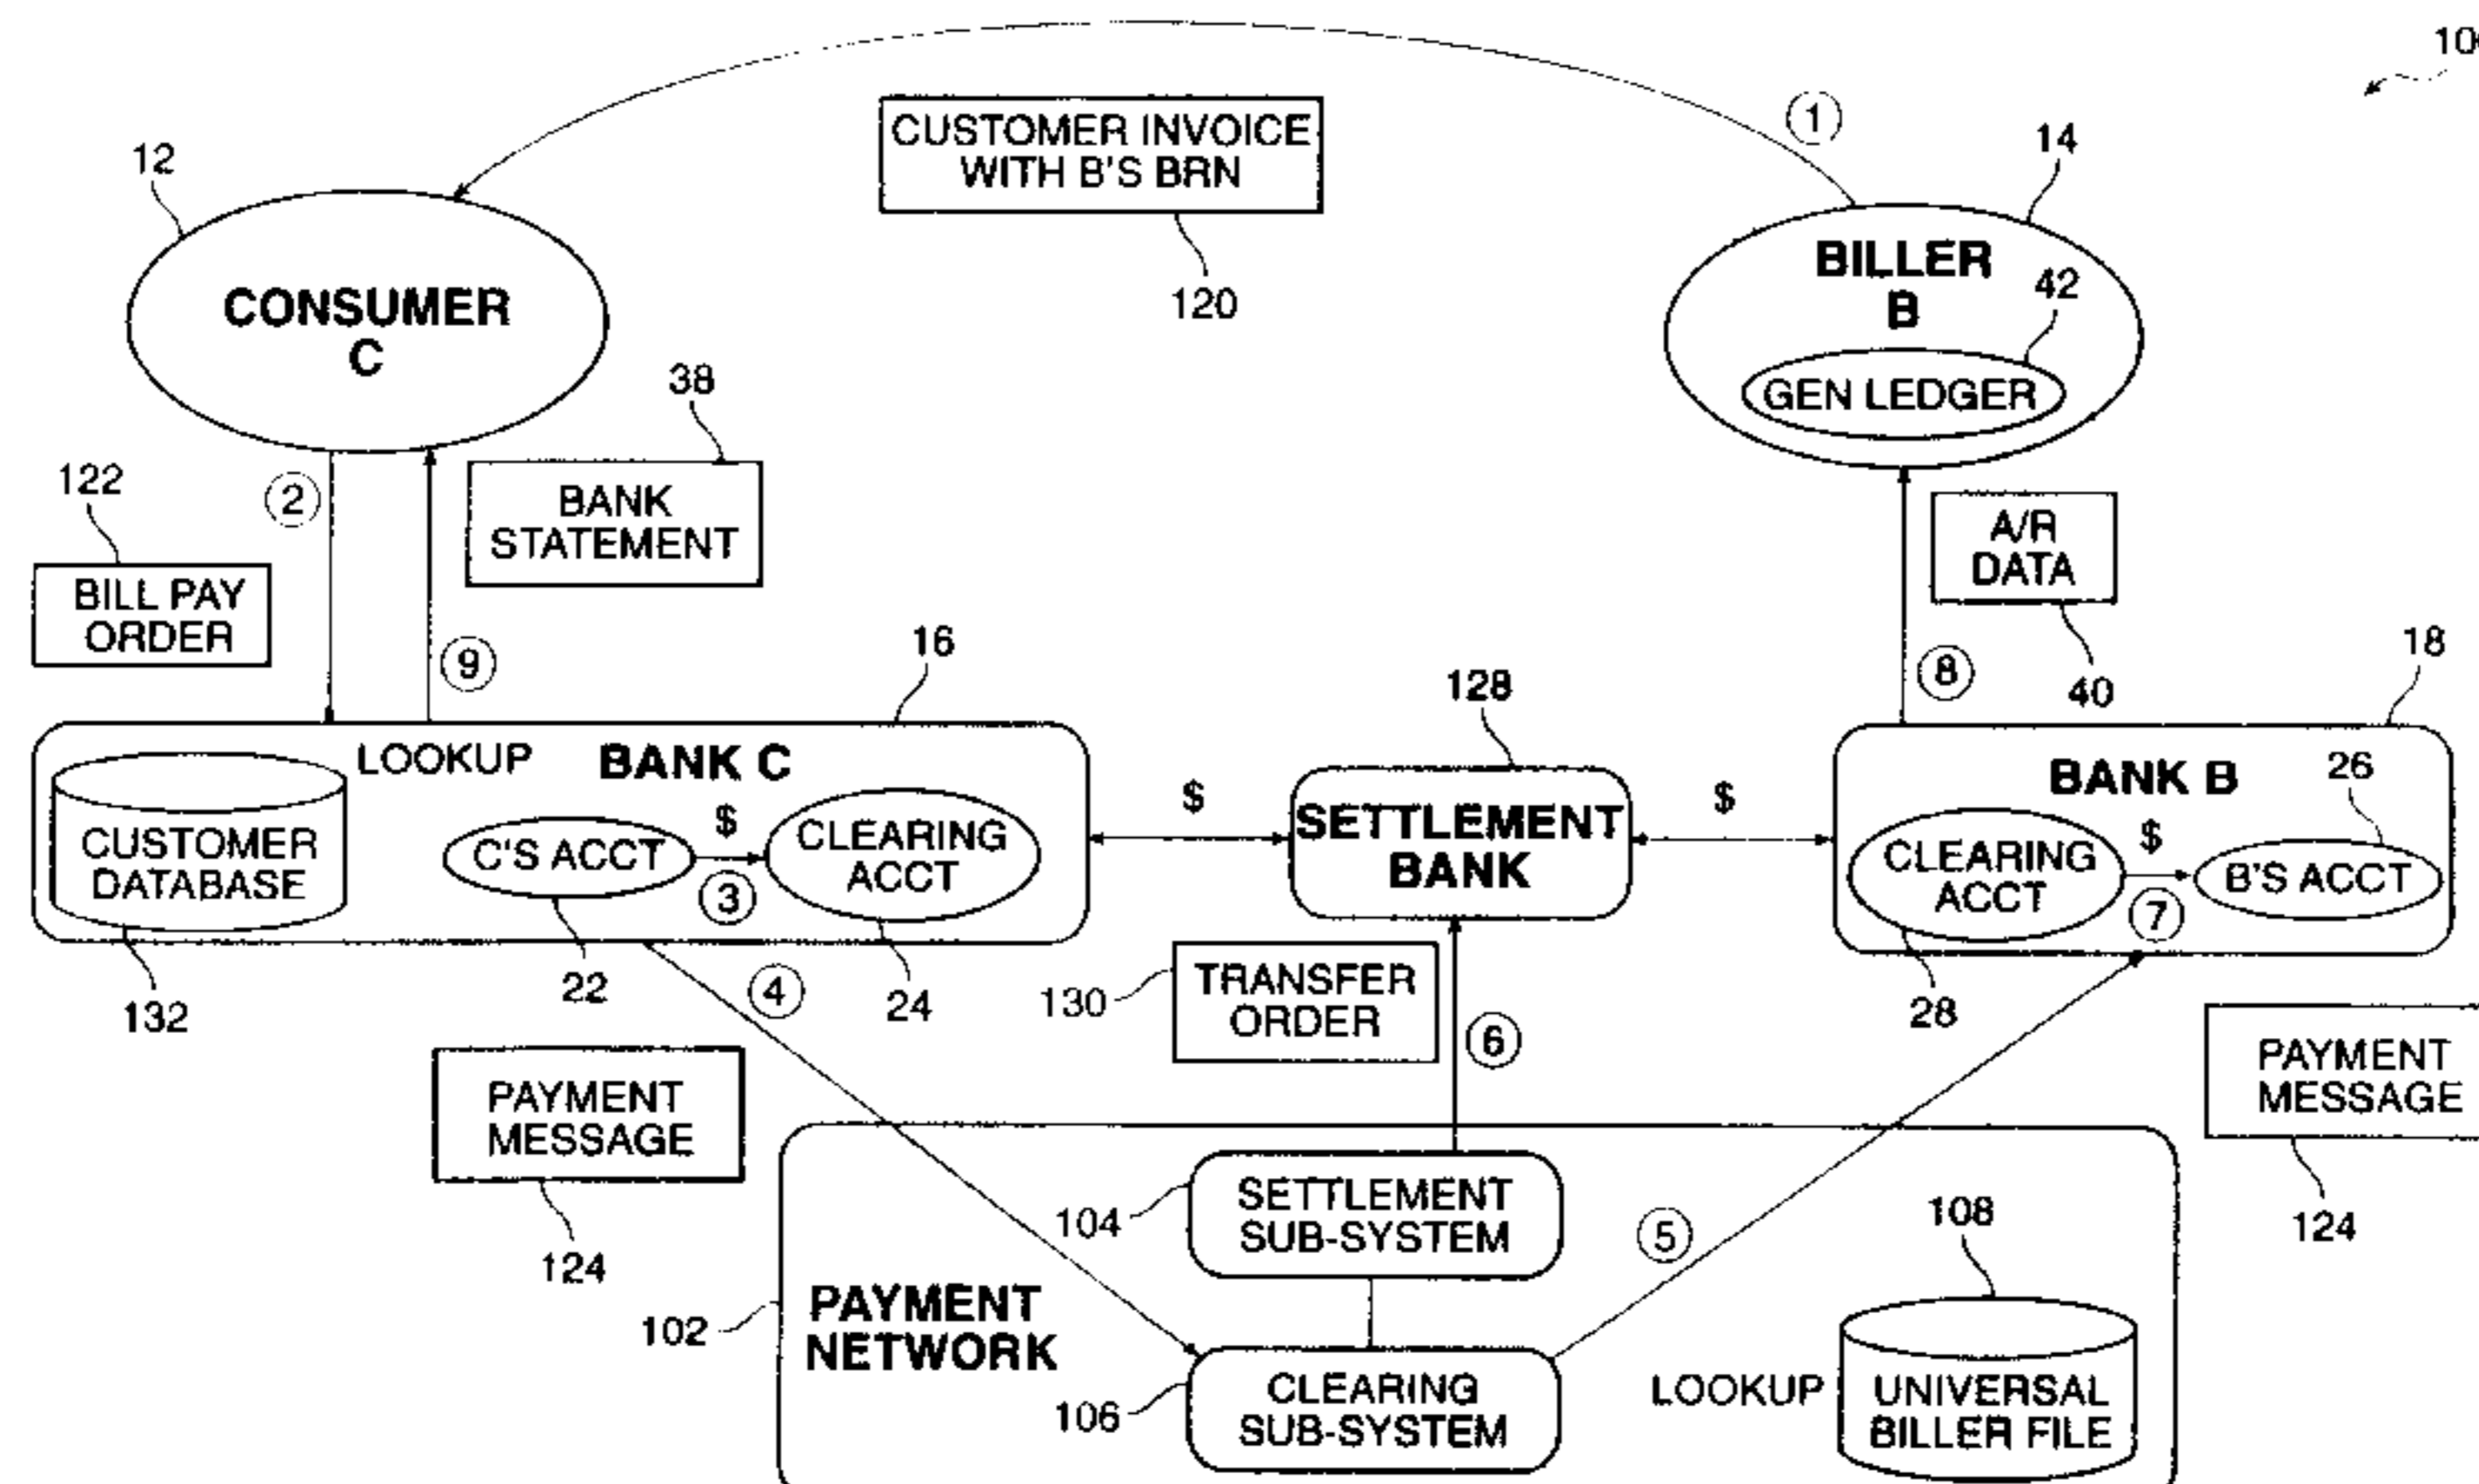 100
1
CUSTOMER INVOICE
WITH B'S BRN
120
12
CONSUMER
C
14
BILLER
B
42
GEN LEDGER
38
BANK
STATEMENT
122
2
BILL PAY
ORDER
9
A/R
DATA
40
8
16
LOOKUP
BANK C
CUSTOMER
DATABASE
132
C'S ACCT
22
$
3
CLEARING
ACCT
24
$
128
SETTLEMENT
BANK
$
18
BANK B
26
CLEARING
ACCT
28
$
7
B'S ACCT
4
PAYMENT
MESSAGE
124
130
TRANSFER
ORDER
6
PAYMENT
MESSAGE
124
5
102
PAYMENT
NETWORK
104
SETTLEMENT
SUB-SYSTEM
106
CLEARING
SUB-SYSTEM
108
LOOKUP
UNIVERSAL
BILLER FILE